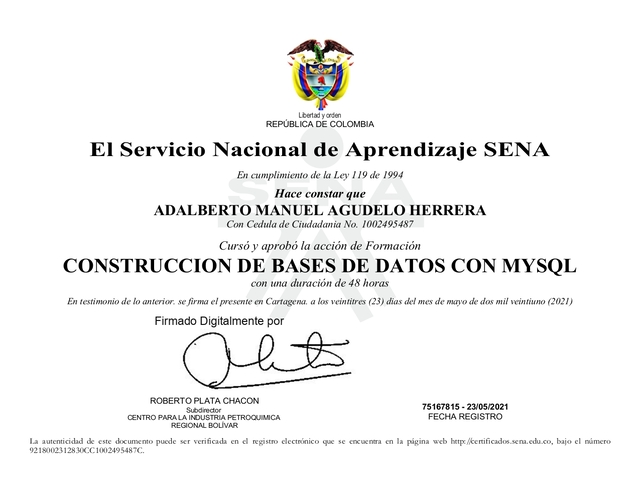 Libertad y orden
REPÚBLICA DE COLOMBIA
El Servicio Nacional de Aprendizaje SENA
En cumplimiento de la Ley 119 de 1994
SENA
Hace constar que
ADALBERTO MANUEL AGUDELO HERRERA
Con Cedula de Ciudadania No. 1002495487
Cursó y aprobó la acción de Formación
CONSTRUCCION DE BASES DE DATOS CON MYSQL
con una duración de 48 horas
En testimonio de lo anterior. se firma el presente en Cartagena. a los veintitres (23) dias del mes de mayo de dos mil veintiuno (2021)
Firmado Digitalmente por
ROBERTO PLATA CHACON
Subdirector
CENTRO PARA LA INDUSTRIA PETROQUIMICA
REGIONAL BOLÍVAR
75167815 - 23/05/2021
FECHA REGISTRO
La autenticidad de este documento puede ser verificada en el registro electrónico que se encuentra en la página web http://certificados.sena.edu.co, bajo el número
9218002312830CC1002495487C.